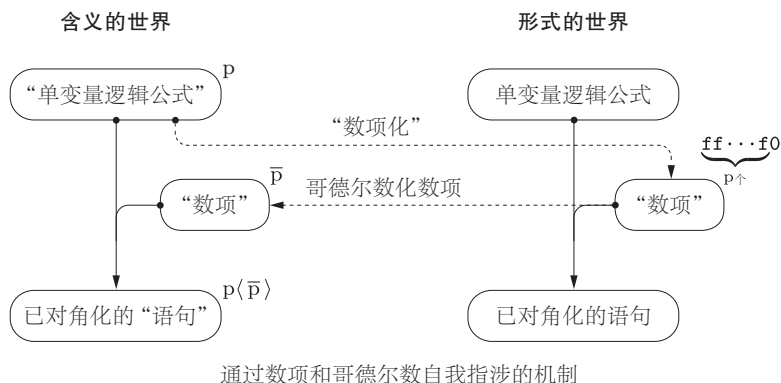 含义的世界
形式的世界
“单变量逻辑公式”
p
单变量逻辑公式
“数项化”
ff···f0
p个
“数项”
p̅
哥德尔数化数项
“数项”
已对角化的“语句”
p⟨p̅⟩
已对角化的语句
通过数项和哥德尔数自我指涉的机制